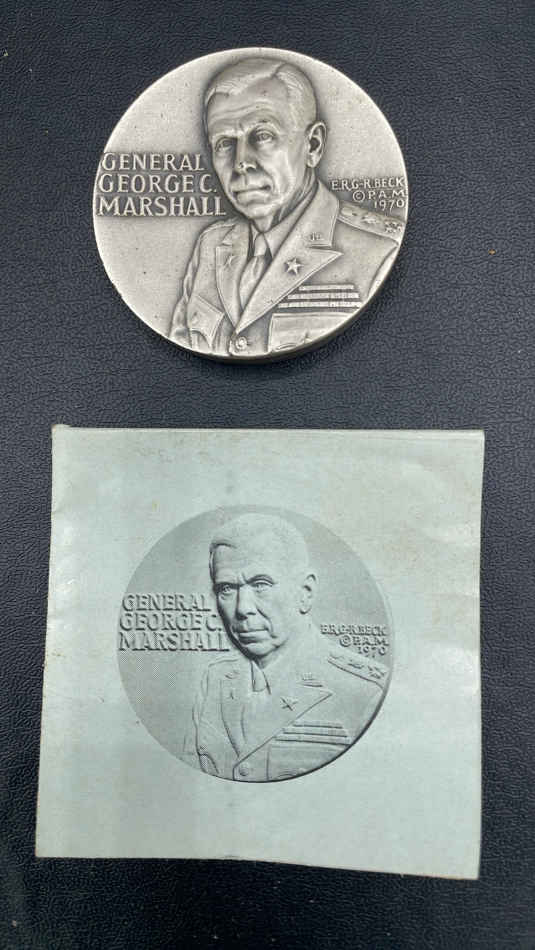 GENERAL
GEORGE C.
MARSHALL
E.R.G-R.BECK
©P.A.M.
1970
GENERAL
GEORGE C.
MARSHALL
E.R.G-R.BECK
©P.A.M.
1970